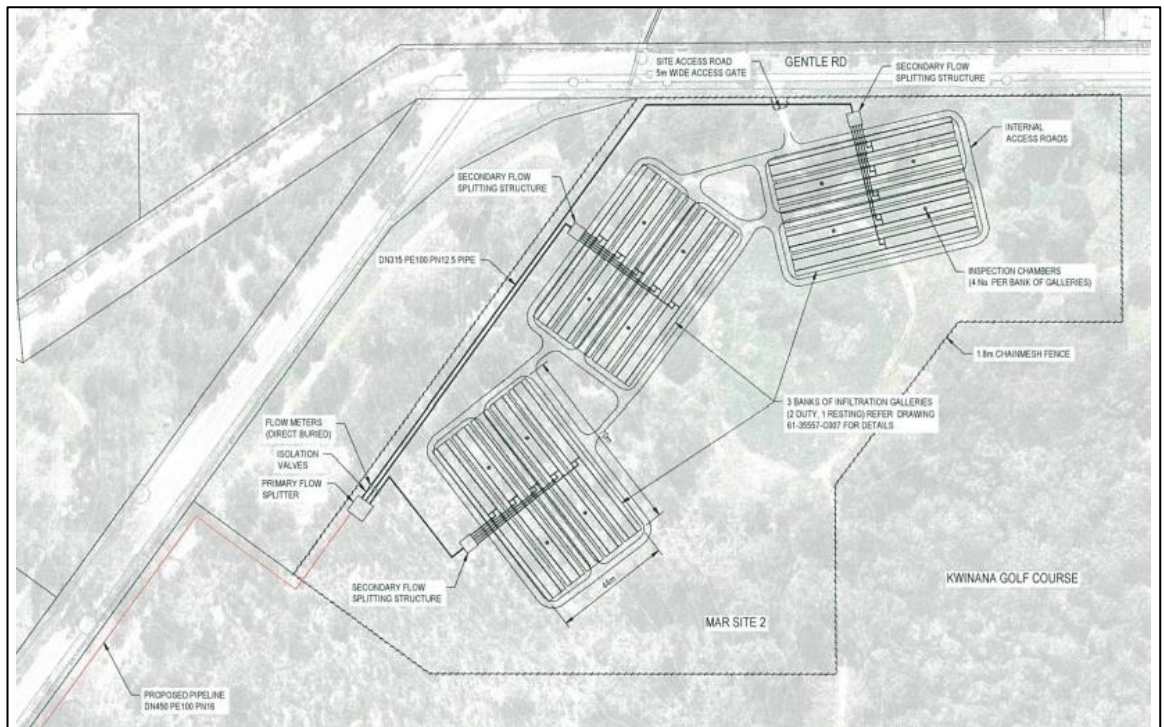 SITE ACCESS ROAD
5m WIDE ACCESS GATE
GENTLE RD
SECONDARY FLOW
SPLITTING STRUCTURE
INTERNAL
ACCESS ROADS
SECONDARY FLOW
SPLITTING STRUCTURE
DN315 PE100 PN12.5 PIPE
INSPECTION CHAMBERS
(4 No. PER BANK OF GALLERIES)
1.8m CHAINMESH FENCE
3 BANKS OF INFILTRATION GALLERIES
(2 DUTY, 1 RESTING) REFER DRAWING
61-35557-C007 FOR DETAILS
FLOW METERS
(DIRECT BURIED)
ISOLATION
VALVES
PRIMARY FLOW
SPLITTER
44m
SECONDARY FLOW
SPLITTING STRUCTURE
KWINANA GOLF COURSE
MAR SITE 2
PROPOSED PIPELINE
DN450 PE100 PN16